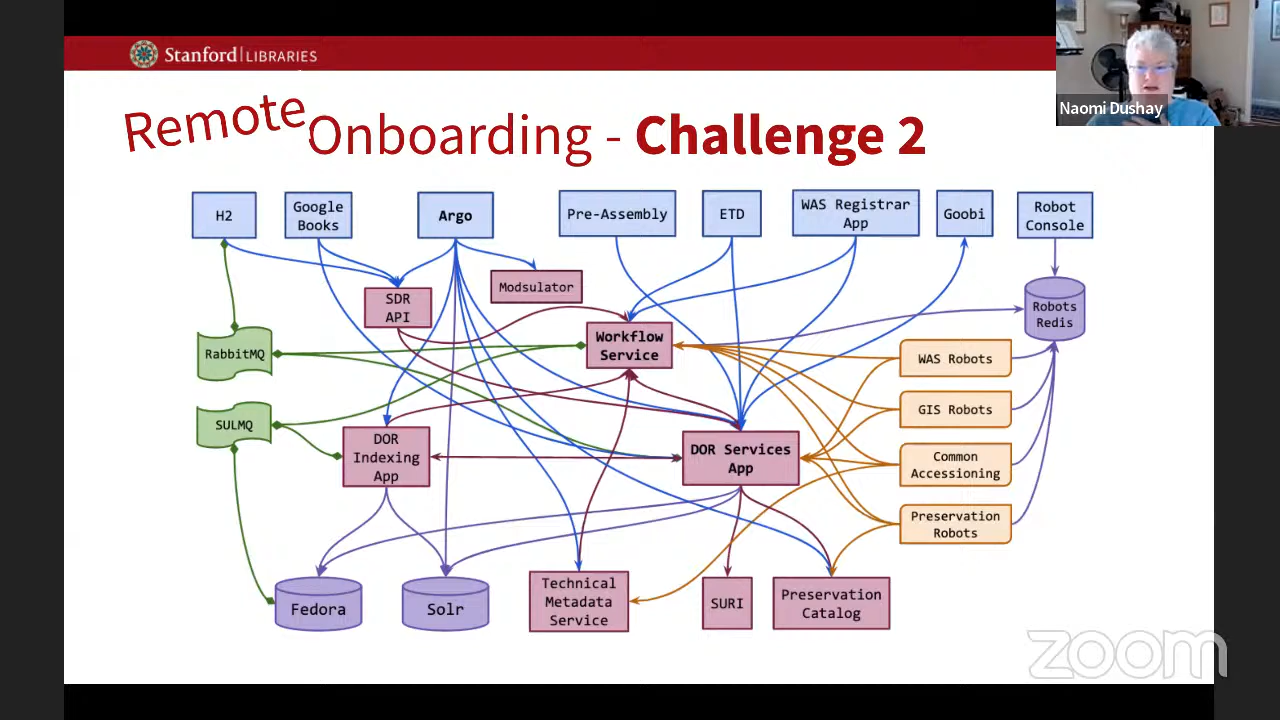 Stanford LIBRARIES
Naomi Dushay
Remote Onboarding - Challenge 2
H2
Google
Books
Argo
Pre-Assembly
ETD
WAS Registrar
App
Goobi
Robot
Console
SDR
API
Modsulator
Workflow
Service
Robots
Redis
RabbitMQ
WAS Robots
SULMQ
GIS Robots
DOR
Indexing
App
DOR Services
App
Common
Accessioning
Preservation
Robots
Fedora
Solr
Technical
Metadata
Service
SURI
Preservation
Catalog
zoom